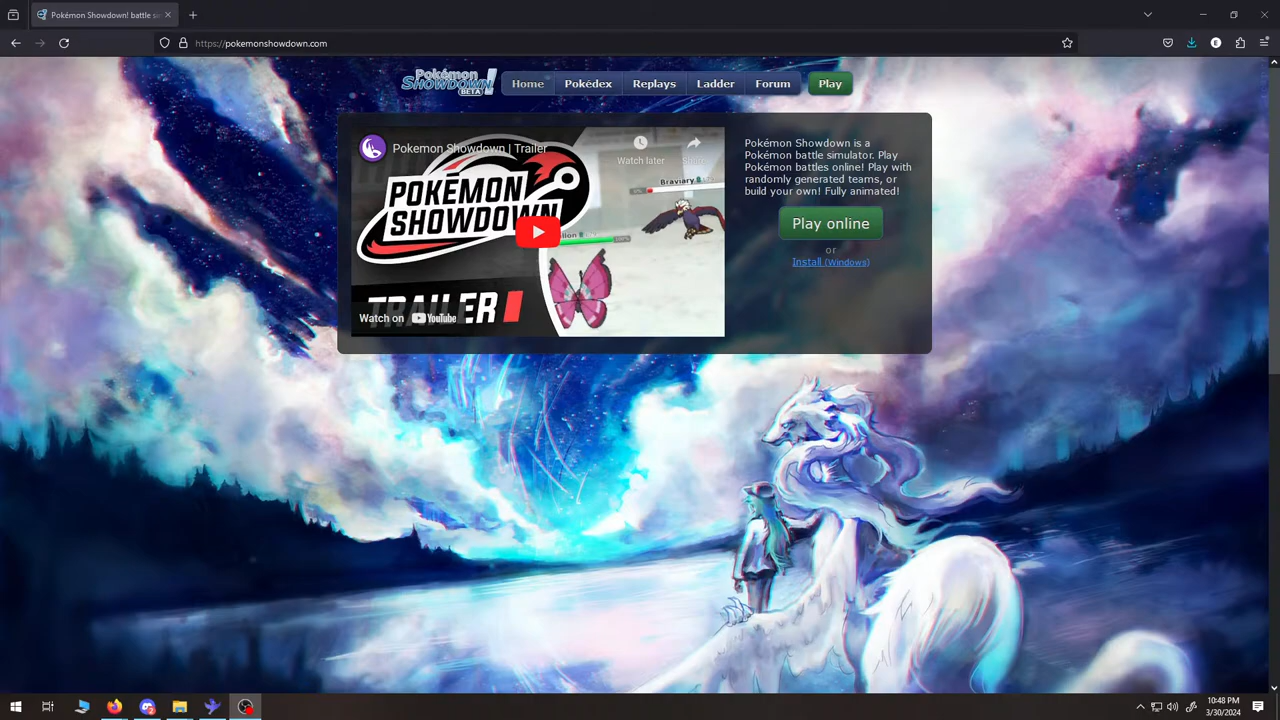 Pokémon Showdown! battle si
https://pokemonshowdown.com
Pokémon
SHOWDOWN!
BETA
Home
Pokédex
Replays
Ladder
Forum
Play
Pokémon Showdown | Trailer
Watch later
Share
POKÉMON
SHOWDOWN
Braviary
100%
TRAILER
Watch on YouTube
Pokémon Showdown is a
Pokémon battle simulator. Play
Pokémon battles online! Play with
randomly generated teams, or
build your own! Fully animated!
Play online
or
Install (Windows)
10:48 PM
3/30/2024